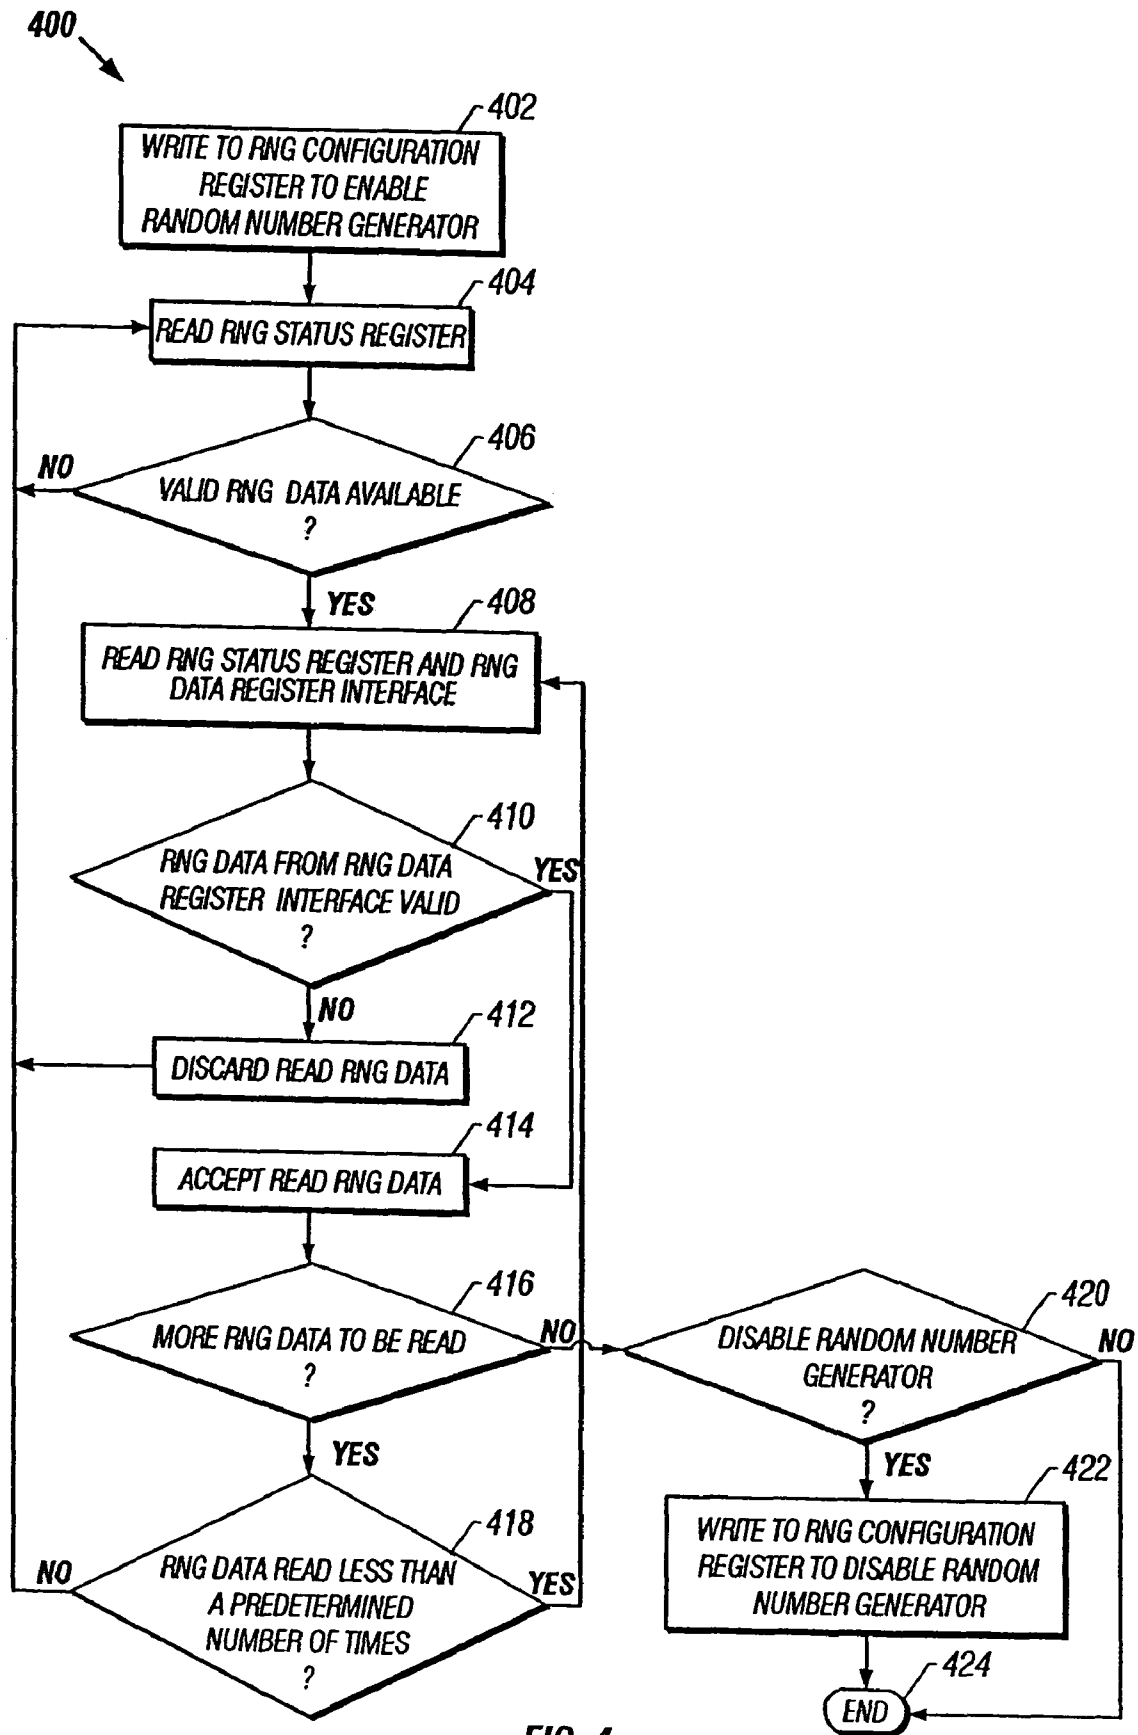 400
402
WRITE TO RNG CONFIGURATION
REGISTER TO ENABLE
RANDOM NUMBER GENERATOR
404
READ RNG STATUS REGISTER
406
NO
VALID RNG DATA AVAILABLE
?
YES
408
READ RNG STATUS REGISTER AND RNG
DATA REGISTER INTERFACE
410
RNG DATA FROM RNG DATA
REGISTER INTERFACE VALID
?
YES
NO
412
DISCARD READ RNG DATA
414
ACCEPT READ RNG DATA
416
MORE RNG DATA TO BE READ
?
NO
YES
418
RNG DATA READ LESS THAN
A PREDETERMINED
NUMBER OF TIMES
?
NO
YES
420
DISABLE RANDOM NUMBER
GENERATOR
?
NO
YES
422
WRITE TO RNG CONFIGURATION
REGISTER TO DISABLE RANDOM
NUMBER GENERATOR
424
END
FIG. 4